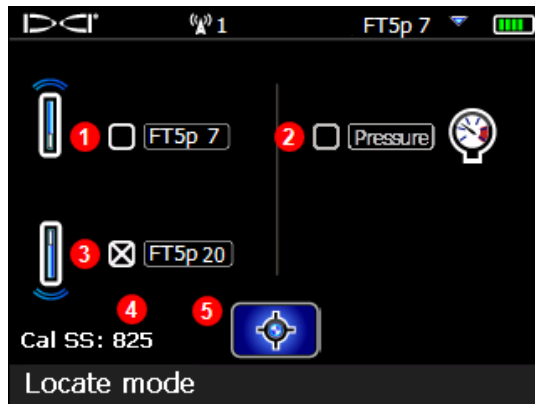 DCI 1 FT5p 7
1 FT5p 7 2 Pressure
3 FT5p 20
4 5
Cal SS: 825
Locate mode